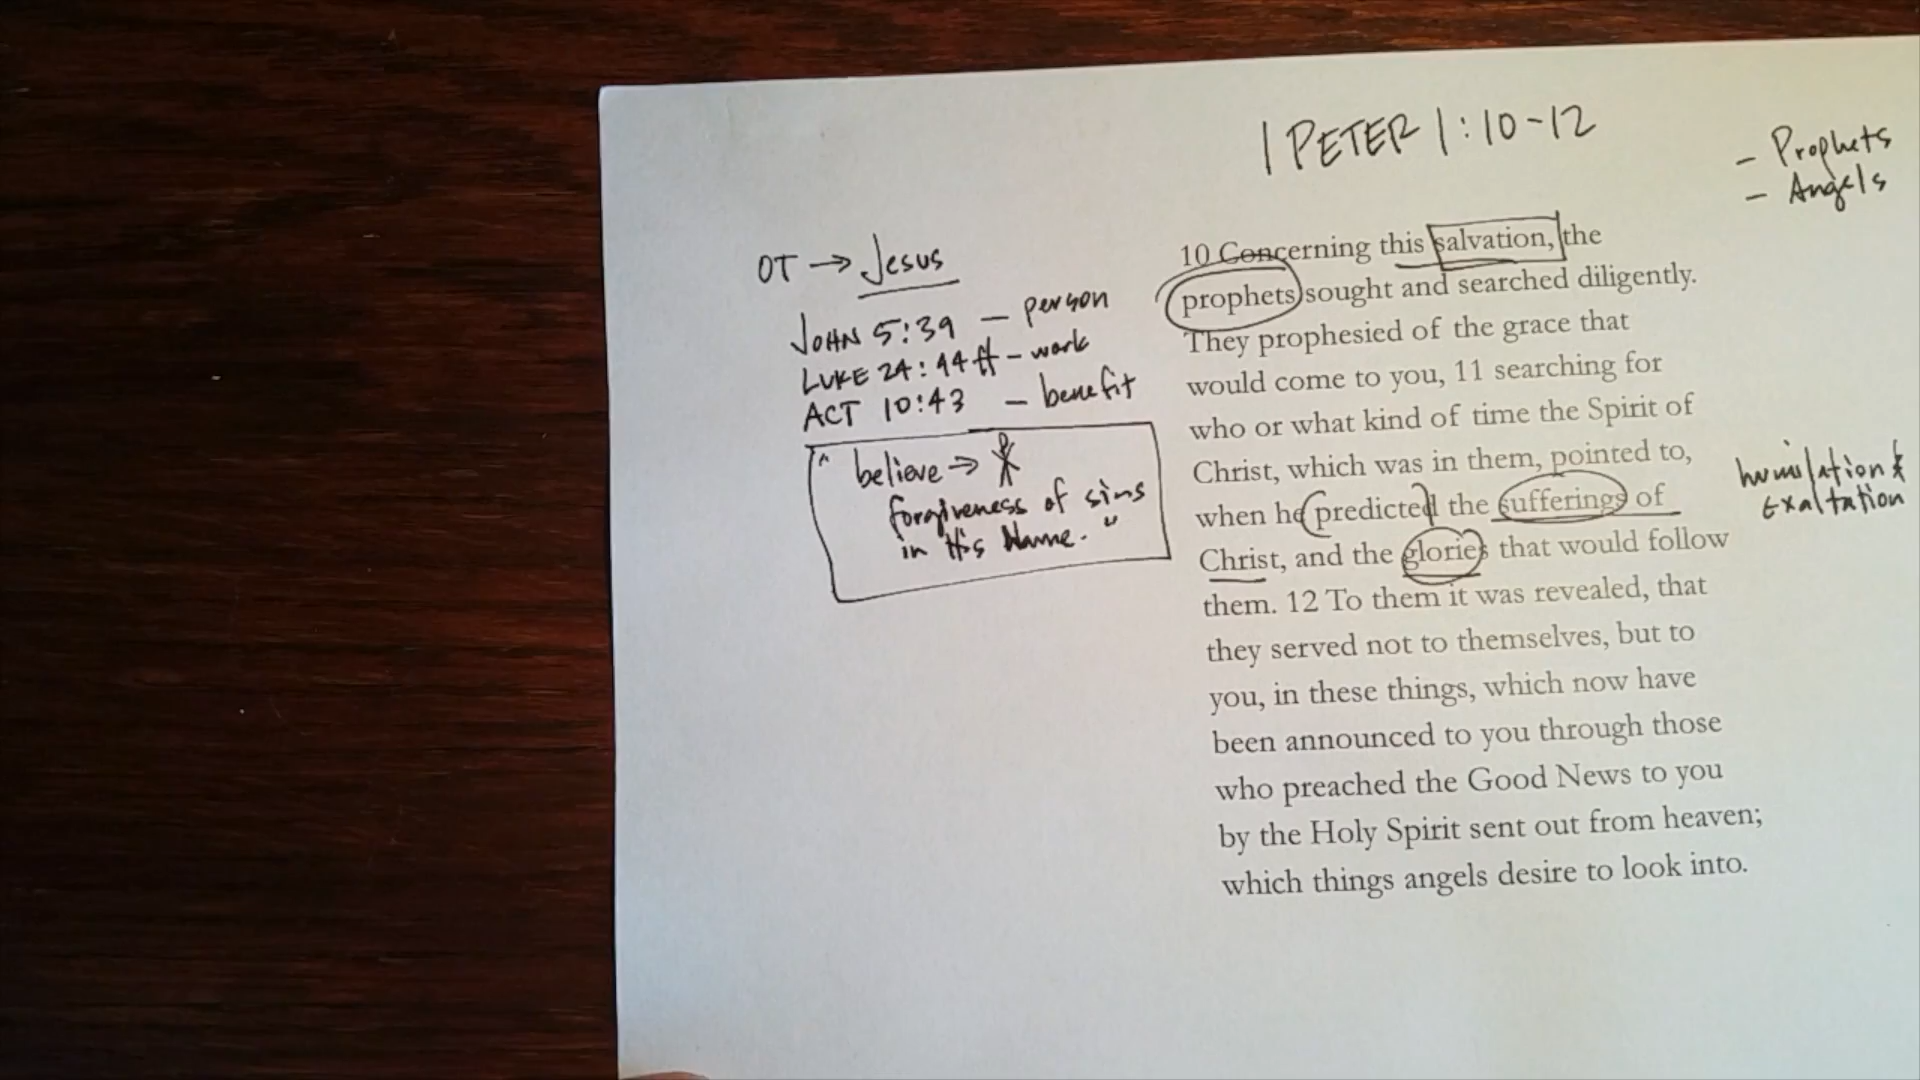 1 PETER 1:10-12
- Prophets
- Angels
OT → Jesus
JOHN 5:39 — person
LUKE 24:44ff - work
ACT 10:43 — benefit
" believe →
forgiveness of sins
in His Name. "
10 Concerning this salvation, the
prophets sought and searched diligently.
They prophesied of the grace that
would come to you, 11 searching for
who or what kind of time the Spirit of
Christ, which was in them, pointed to,
when he predicted the sufferings of
Christ, and the glories that would follow
them. 12 To them it was revealed, that
they served not to themselves, but to
you, in these things, which now have
been announced to you through those
who preached the Good News to you
by the Holy Spirit sent out from heaven;
which things angels desire to look into.
humilation &
Exaltation